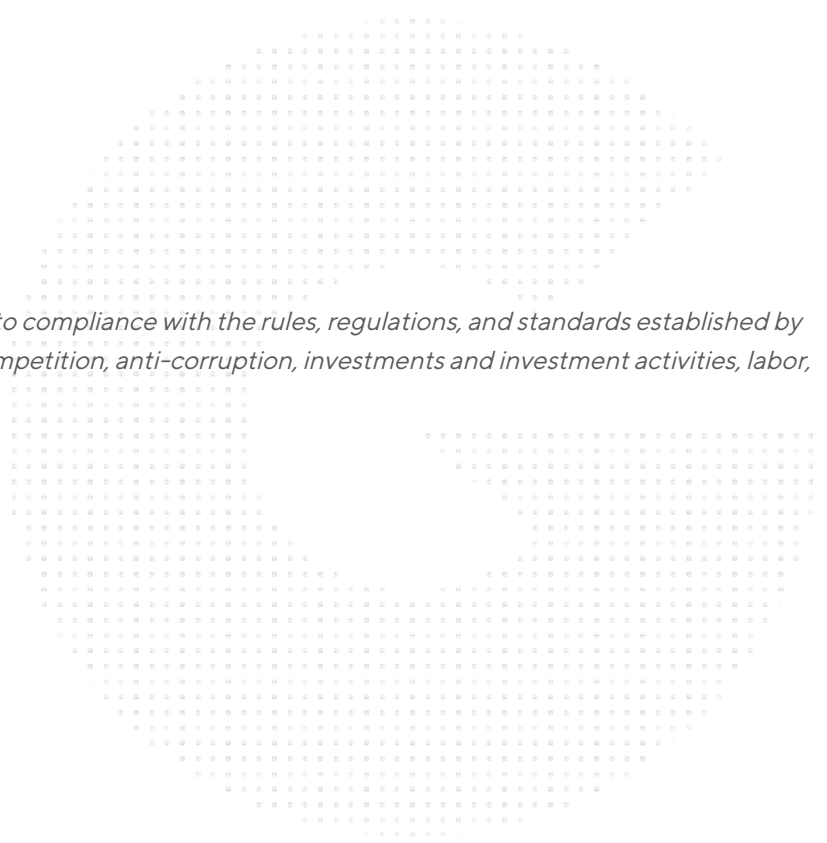 to compliance with the rules, regulations, and standards established by
mpetition, anti-corruption, investments and investment activities, labor,